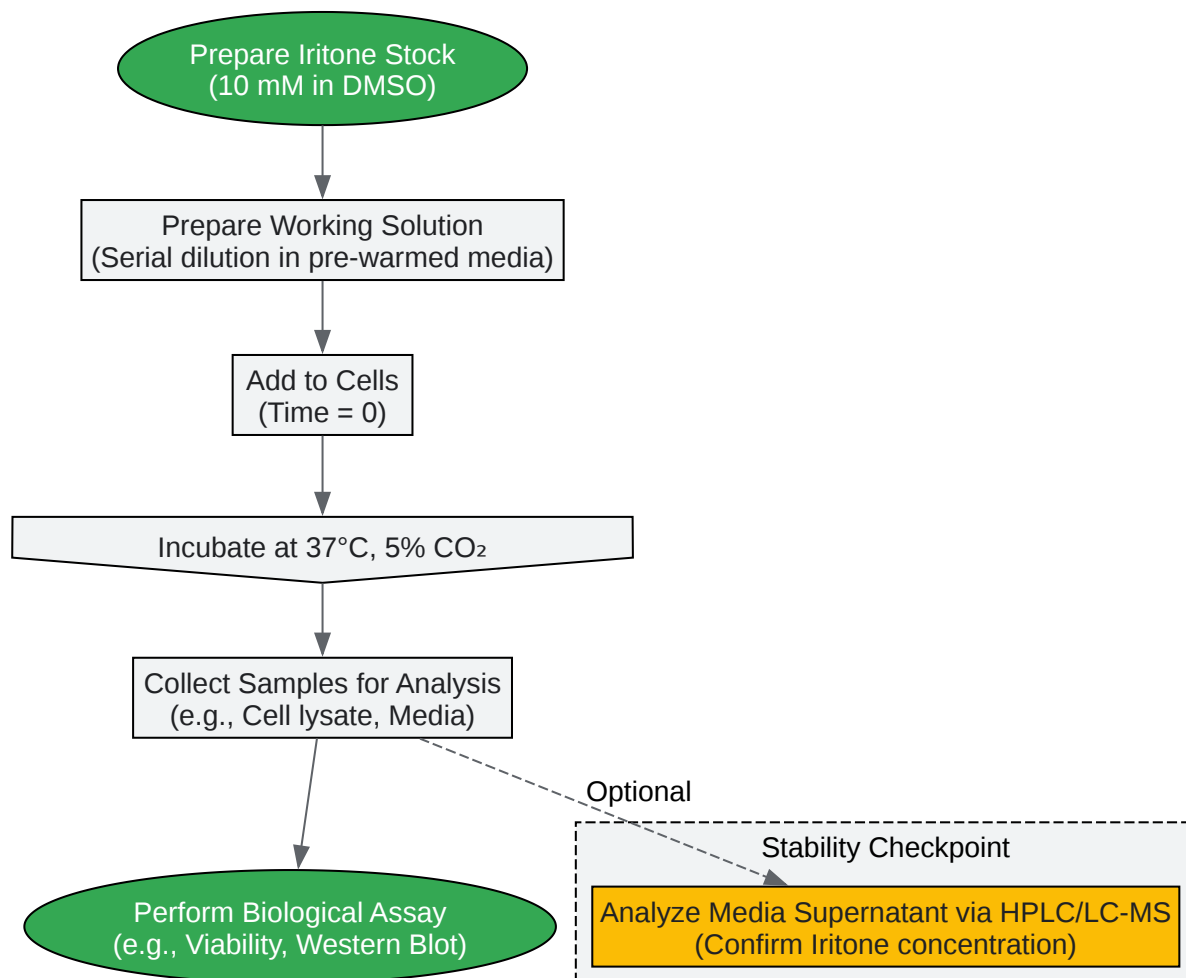 Prepare Iritone Stock
(10 mM in DMSO)
Prepare Working Solution
(Serial dilution in pre-warmed media)
Add to Cells
(Time = 0)
Incubate at 37°C, 5% CO₂
Collect Samples for Analysis
(e.g., Cell lysate, Media)
Optional
Stability Checkpoint
Perform Biological Assay
(e.g., Viability, Western Blot)
Analyze Media Supernatant via HPLC/LC-MS
(Confirm Iritone concentration)